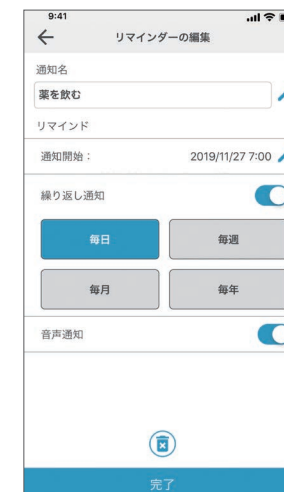 9:41
リマインダーの編集
通知名
薬を飲む
リマインド
通知開始： 2019/11/27 7:00
繰り返し通知
毎日 毎週
毎月 毎年
音声通知
完了